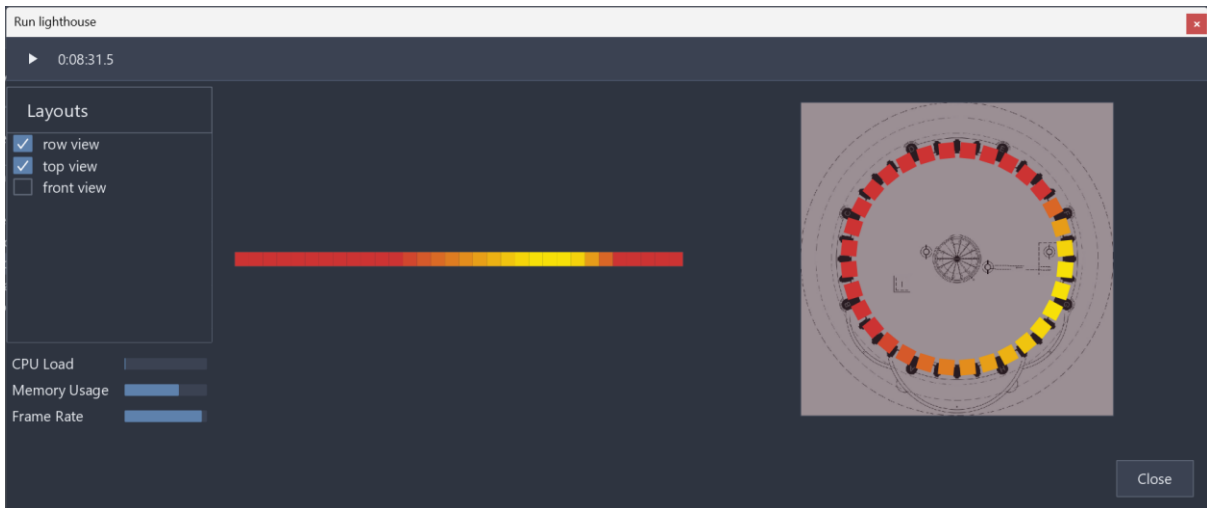 Run lighthouse
0:08:31.5
Layouts
row view
top view
front view
CPU Load
Memory Usage
Frame Rate
Close